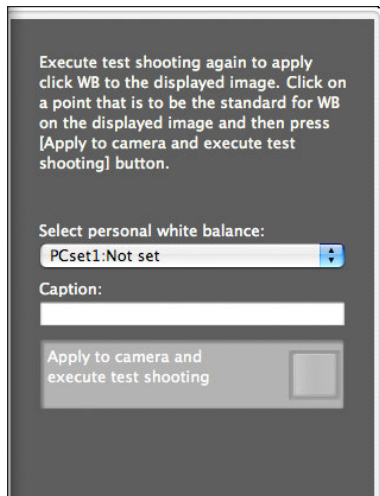 Execute test shooting again to apply
click WB to the displayed image. Click on
a point that is to be the standard for WB
on the displayed image and then press
[Apply to camera and execute test
shooting] button.
Select personal white balance:
PCset1:Not set
Caption:
Apply to camera and
execute test shooting